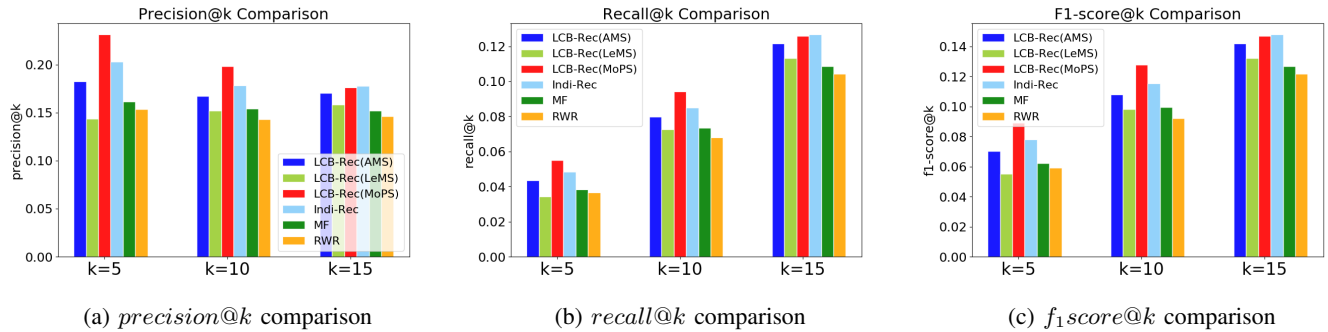 Precision@k Comparison
precision@k
0.20
0.15
0.10
0.05
0.00
k=5
k=10
k=15
LCB-Rec(AMS)
LCB-Rec(LeMS)
LCB-Rec(MoPS)
Indi-Rec
MF
RWR
(a) precision@k comparison
Recall@k Comparison
recall@k
0.12
0.10
0.08
0.06
0.04
0.02
0.00
k=5
k=10
k=15
LCB-Rec(AMS)
LCB-Rec(LeMS)
LCB-Rec(MoPS)
Indi-Rec
MF
RWR
(b) recall@k comparison
F1-score@k Comparison
f1-score@k
0.14
0.12
0.10
0.08
0.06
0.04
0.02
0.00
k=5
k=10
k=15
LCB-Rec(AMS)
LCB-Rec(LeMS)
LCB-Rec(MoPS)
Indi-Rec
MF
RWR
(c) f₁score@k comparison